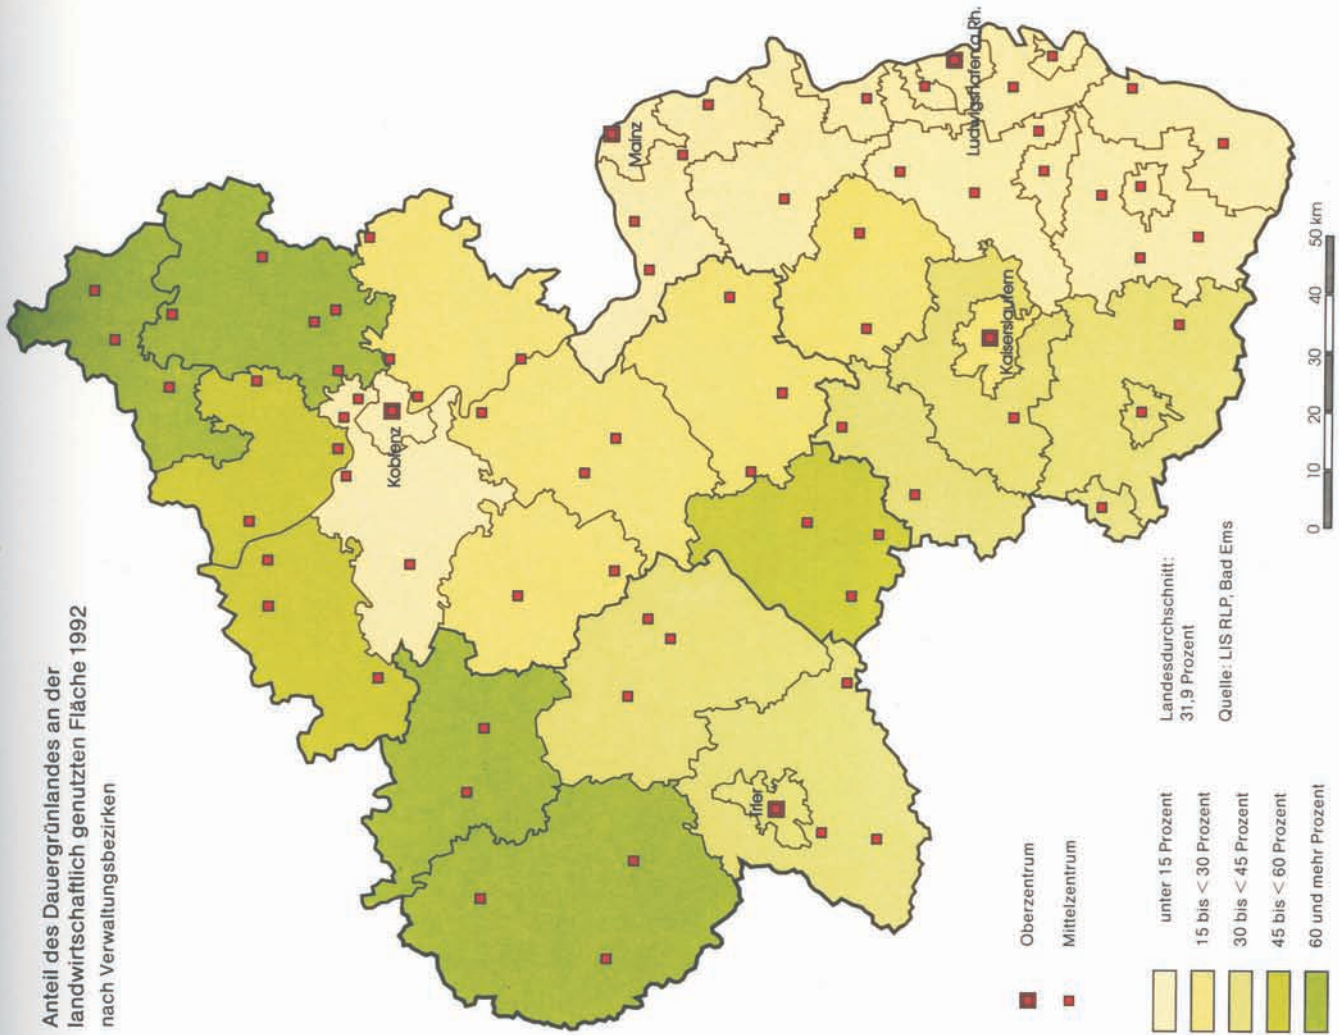 Anteil des Dauergrünlandes an der
landwirtschaftlich genutzten Fläche 1992
nach Verwaltungsbezirken
Mainz
Ludwigshafen a.Rh.
Koblenz
Kaiserslautern
Trier
Oberzentrum
Mittelzentrum
unter 15 Prozent
15 bis < 30 Prozent
30 bis < 45 Prozent
45 bis < 60 Prozent
60 und mehr Prozent
Landesdurchschnitt:
31,9 Prozent
Quelle: LIS RLP, Bad Ems
0 10 20 30 40 50 km